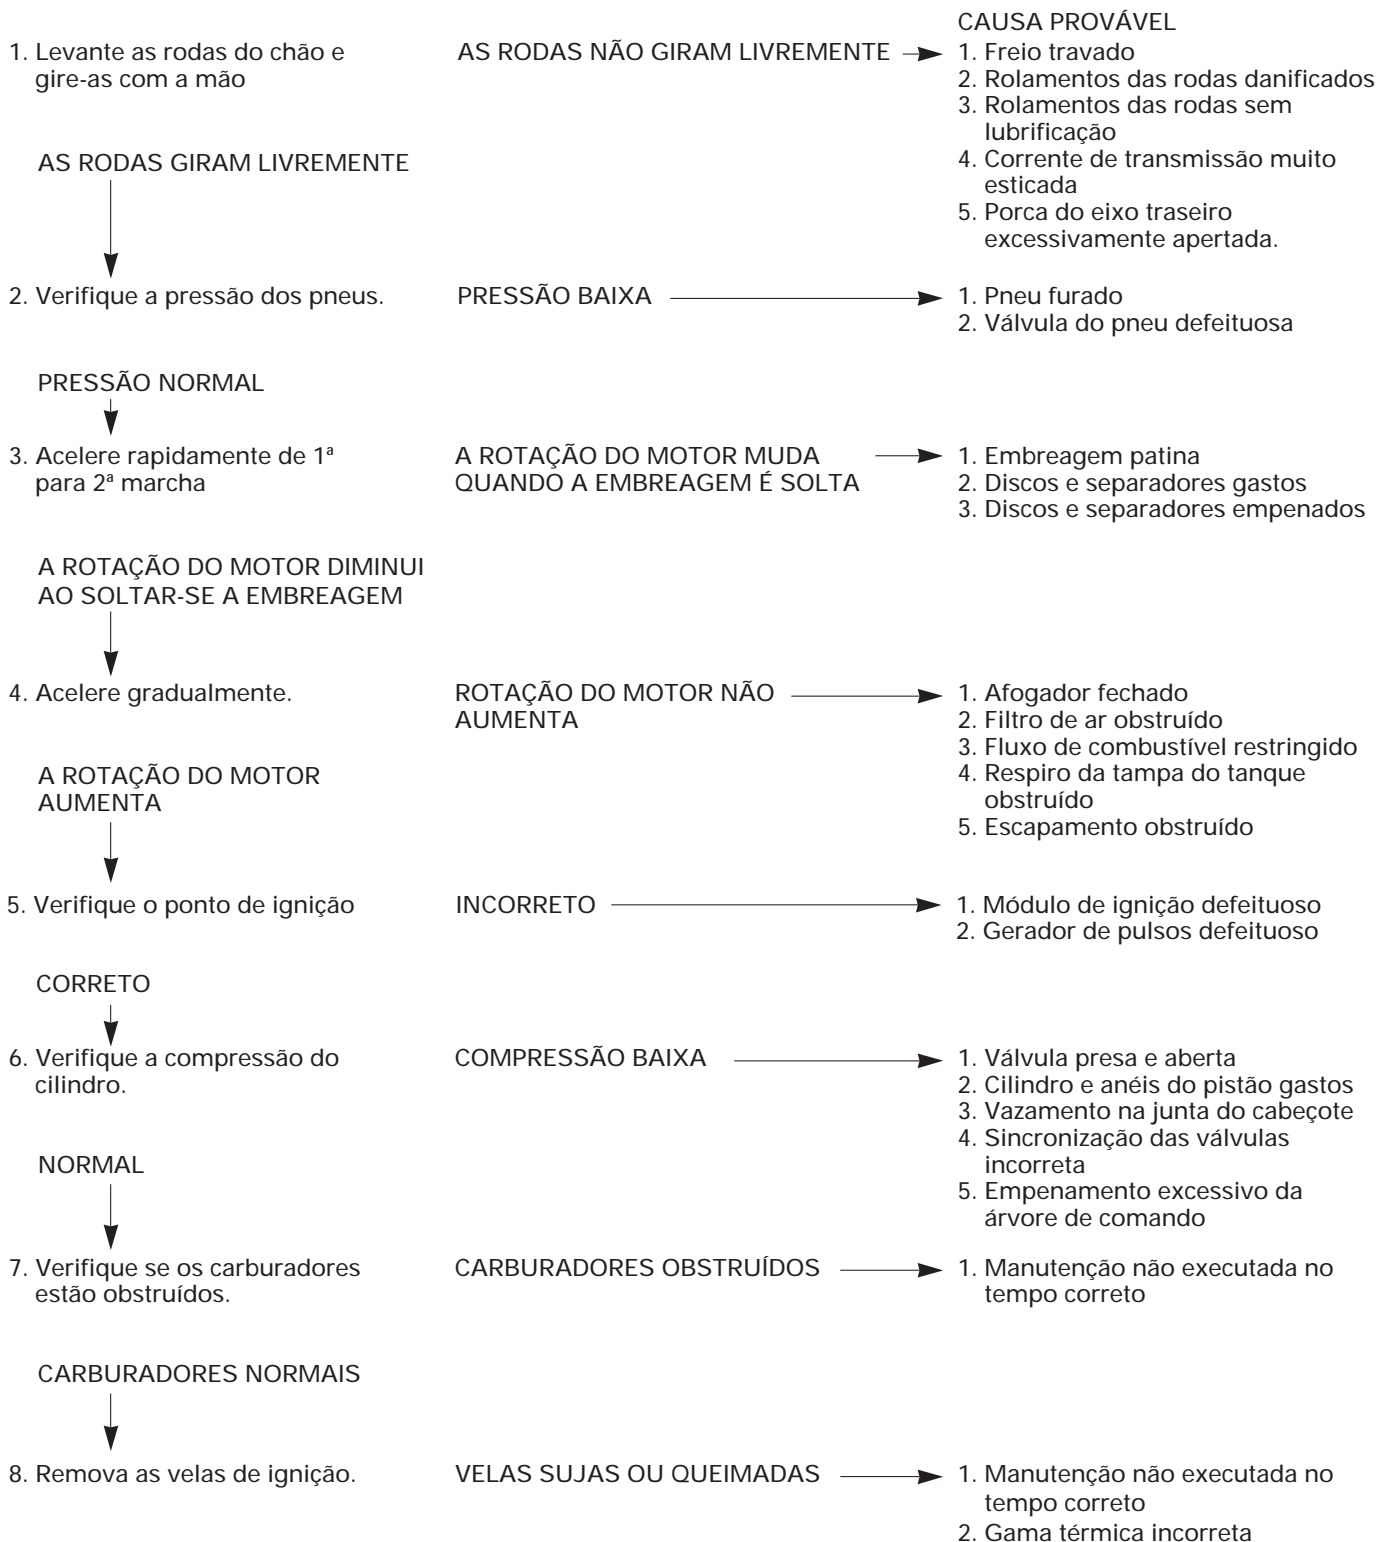 CAUSA PROVÁVEL
1. Levante as rodas do chão e
gire-as com a mão
AS RODAS NÃO GIRAM LIVREMENTE
1. Freio travado
2. Rolamentos das rodas danificados
3. Rolamentos das rodas sem
lubrificação
4. Corrente de transmissão muito
esticada
5. Porca do eixo traseiro
excessivamente apertada.
AS RODAS GIRAM LIVREMENTE
2. Verifique a pressão dos pneus.
PRESSÃO BAIXA
1. Pneu furado
2. Válvula do pneu defeituosa
PRESSÃO NORMAL
3. Acelere rapidamente de 1ª
para 2ª marcha
A ROTAÇÃO DO MOTOR MUDA
QUANDO A EMBREAGEM É SOLTA
1. Embreagem patina
2. Discos e separadores gastos
3. Discos e separadores empenados
A ROTAÇÃO DO MOTOR DIMINUI
AO SOLTAR-SE A EMBREAGEM
4. Acelere gradualmente.
ROTAÇÃO DO MOTOR NÃO
AUMENTA
1. Afogador fechado
2. Filtro de ar obstruído
3. Fluxo de combustível restringido
4. Respiro da tampa do tanque
obstruído
5. Escapamento obstruído
A ROTAÇÃO DO MOTOR
AUMENTA
5. Verifique o ponto de ignição
INCORRETO
1. Módulo de ignição defeituoso
2. Gerador de pulsos defeituoso
CORRETO
6. Verifique a compressão do
cilindro.
COMPRESSÃO BAIXA
1. Válvula presa e aberta
2. Cilindro e anéis do pistão gastos
3. Vazamento na junta do cabeçote
4. Sincronização das válvulas
incorreta
5. Empenamento excessivo da
árvore de comando
NORMAL
7. Verifique se os carburadores
estão obstruídos.
CARBURADORES OBSTRUÍDOS
1. Manutenção não executada no
tempo correto
CARBURADORES NORMAIS
8. Remova as velas de ignição.
VELAS SUJAS OU QUEIMADAS
1. Manutenção não executada no
tempo correto
2. Gama térmica incorreta